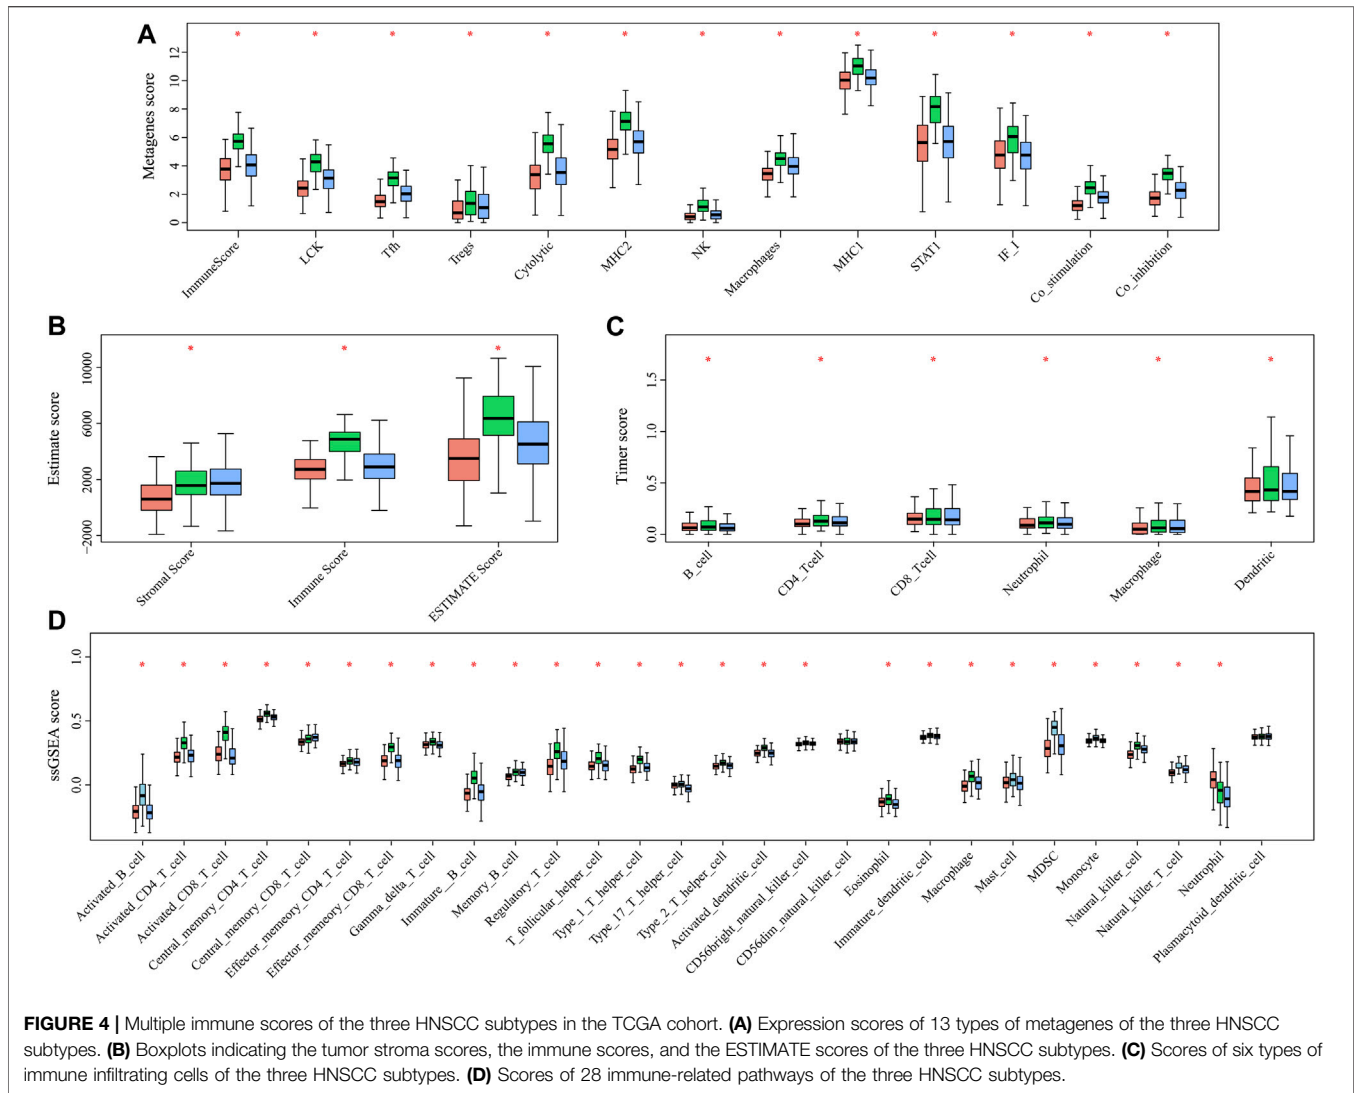 A
* * * * * * * * * * * * *
Metagenes score
12
10
8
6
4
2
0
ImmuneScore
LCK
Tfh
Tregs
Cytolytic
MHC2
NK
Macrophages
MHC1
STAT1
IF_I
Co_stimulation
Co_inhibition
B
* * *
Estimate score
10000
6000
2000
−2000
Stromal Score
Immune Score
ESTIMATE Score
C
* * * * * *
Timer score
1.5
1.0
0.5
0.0
B_cell
CD4_Tcell
CD8_Tcell
Neutrophil
Macrophage
Dendritic
D
* * * * * * * * * * * * * * * * * * * * * * * * * *
ssGSEA score
1.0
0.5
0.0
Activated_B_cell
Activated_CD4_T_cell
Activated_CD8_T_cell
Central_memory_CD4_T_cell
Central_memory_CD8_T_cell
Effector_memeory_CD4_T_cell
Effector_memeory_CD8_T_cell
Gamma_delta_T_cell
Immature__B_cell
Memory_B_cell
Regulatory_T_cell
T_follicular_helper_cell
Type_1_T_helper_cell
Type_17_T_helper_cell
Type_2_T_helper_cell
Activated_dendritic_cell
CD56bright_natural_killer_cell
CD56dim_natural_killer_cell
Eosinophil
Immature_dendritic_cell
Macrophage
Mast_cell
MDSC
Monocyte
Natural_killer_cell
Natural_killer_T_cell
Neutrophil
Plasmacytoid_dendritic_cell
FIGURE 4 | Multiple immune scores of the three HNSCC subtypes in the TCGA cohort. (A) Expression scores of 13 types of metagenes of the three HNSCC
subtypes. (B) Boxplots indicating the tumor stroma scores, the immune scores, and the ESTIMATE scores of the three HNSCC subtypes. (C) Scores of six types of
immune infiltrating cells of the three HNSCC subtypes. (D) Scores of 28 immune-related pathways of the three HNSCC subtypes.